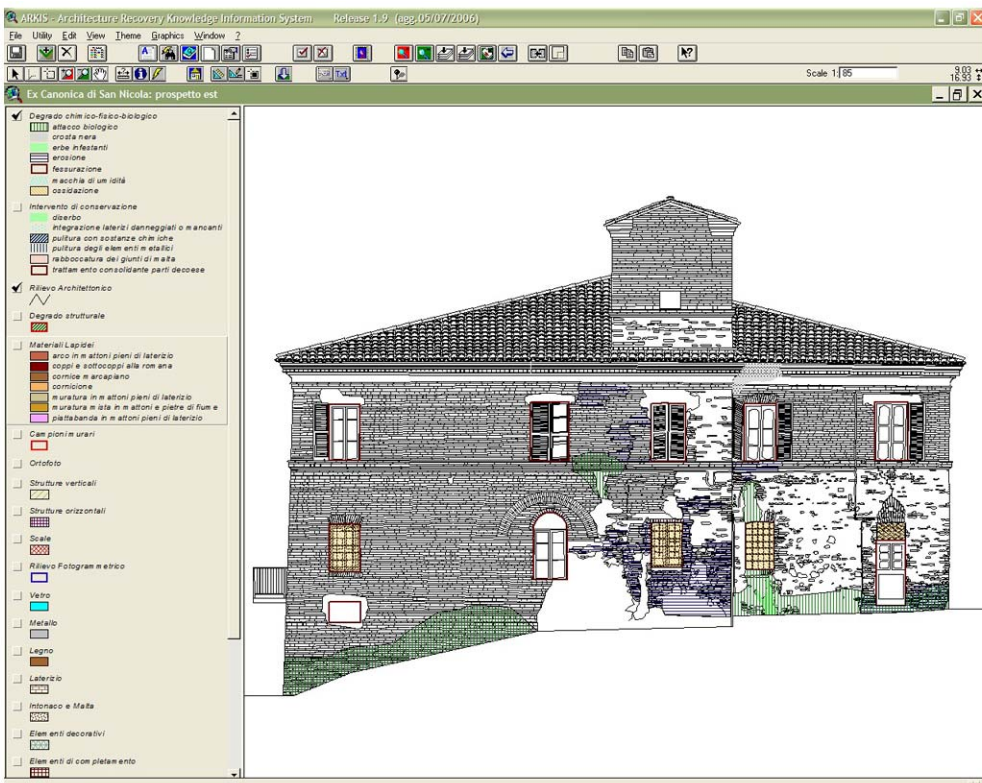 ARKIS - Architecture Recovery Knowledge Information System Release 1.9 (agg.05/07/2006)
File Utility Edit View Theme Graphics Window ?
Scale 1: 85
9.03
16.93
Ex Canonica di San Nicola: prospetto est
Degrado chimico-fisico-biologico
attacco biologico
crosta nera
erbe infestanti
erosione
fessurazione
macchia di umidità
ossidazione
Intervento di conservazione
diserbo
integrazione laterizi danneggiati o mancanti
pulitura con sostanze chimiche
pulitura degli elementi metallici
rabboccatura dei giunti di malta
trattamento consolidante parti decoese
Rilievo Architettonico
Degrado strutturale
Materiali Lapidei
arco in mattoni pieni di laterizio
coppi e sottocoppi alla romana
cornice marcapiano
cornicione
muratura in mattoni pieni di laterizio
muratura mista in mattoni e pietre di fiume
piattabanda in mattoni pieni di laterizio
Campioni murari
Ortofoto
Strutture verticali
Strutture orizzontali
Scale
Rilievo Fotogrammetrico
Vetro
Metallo
Legno
Laterizio
Intonaco e Malta
Elementi decorativi
Elementi di completamento